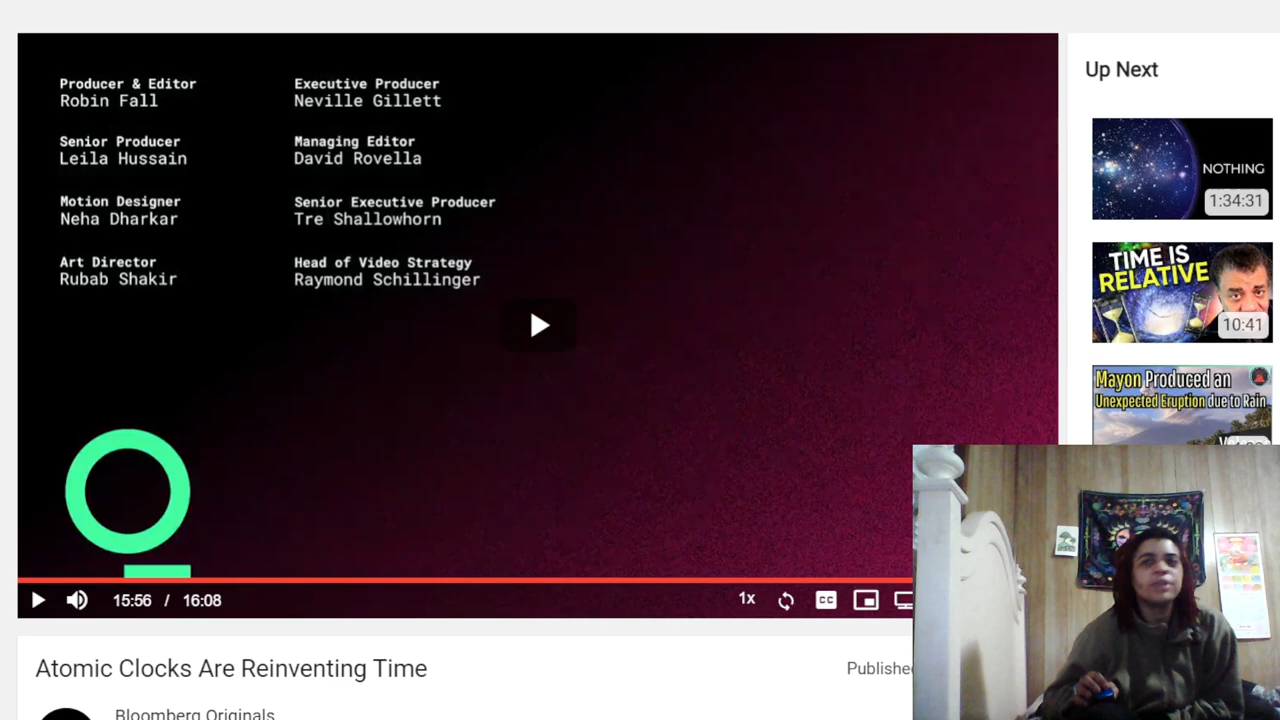 Producer & Editor
Robin Fall
Senior Producer
Leila Hussain
Motion Designer
Neha Dharkar
Art Director
Rubab Shakir
Executive Producer
Neville Gillett
Managing Editor
David Rovella
Senior Executive Producer
Tre Shallowhorn
Head of Video Strategy
Raymond Schillinger
15:56 / 16:08
1x
CC
Atomic Clocks Are Reinventing Time
Published
Bloomberg Originals
Up Next
NOTHING
1:34:31
TIME IS
RELATIVE
10:41
Mayon Produced an
Unexpected Eruption due to Rain